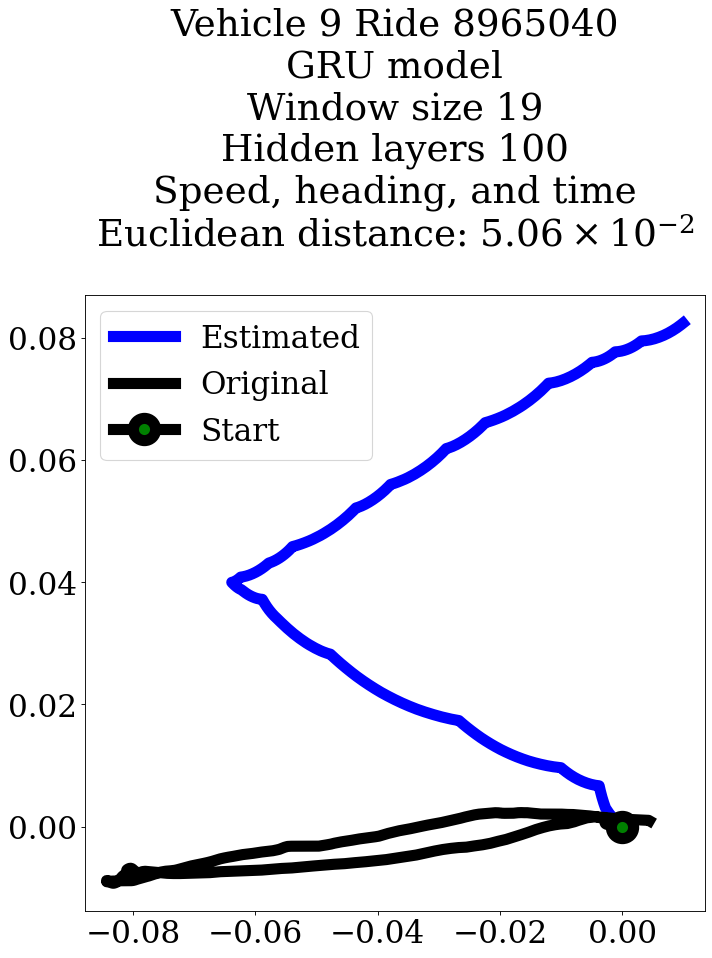 Vehicle 9 Ride 8965040
GRU model
Window size 19
Hidden layers 100
Speed, heading, and time
Euclidean distance: 5.06 × 10⁻²
Estimated
Original
Start
0.08
0.06
0.04
0.02
0.00
−0.08 −0.06 −0.04 −0.02 0.00